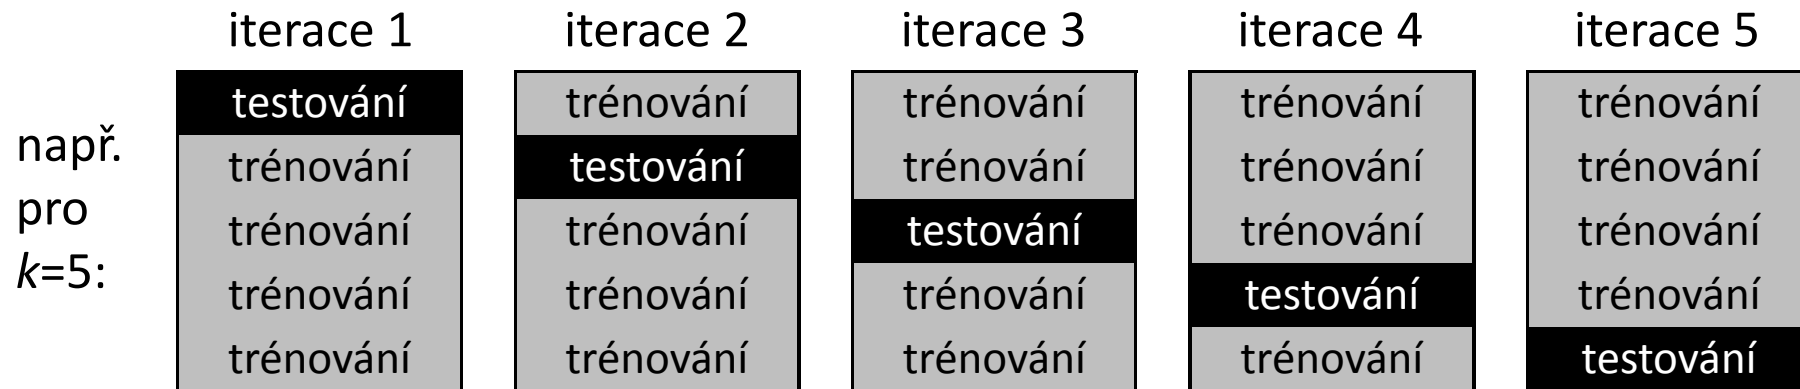 iterace 1 iterace 2 iterace 3 iterace 4 iterace 5
testování trénování trénování trénování trénování
např.
trénování testování trénování trénování trénování
pro
trénování trénování testování trénování trénování
k=5:
trénování trénování trénování testování trénování
trénování trénování trénování trénování testování